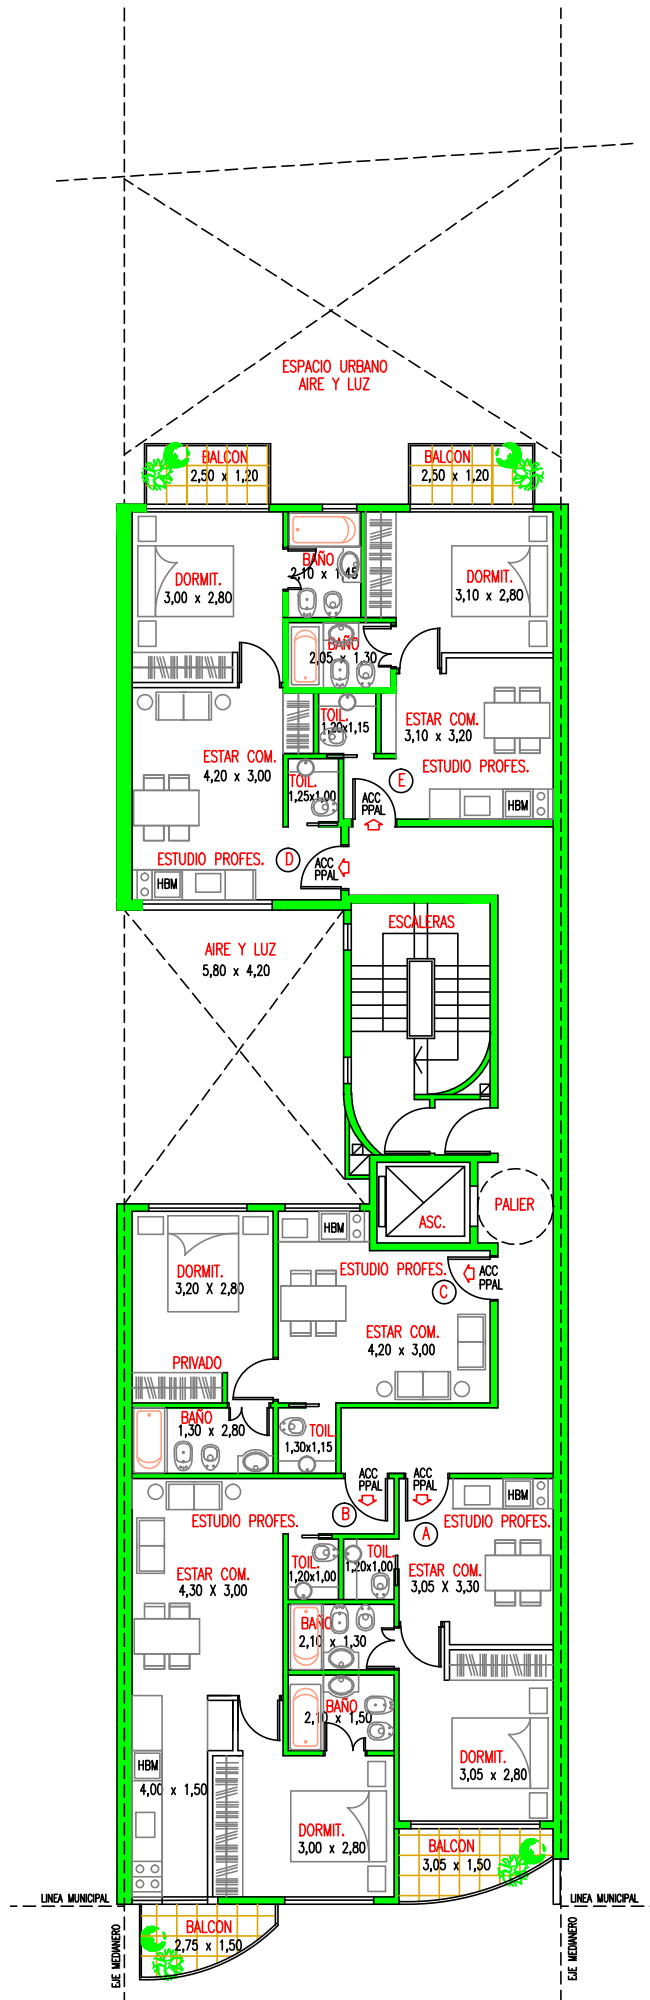 ESPACIO URBANO
AIRE Y LUZ
BALCON
2,50 x 1,20
BALCON
2,50 x 1,20
BAÑO
2,10 x 1,45
DORMIT.
3,00 x 2,80
DORMIT.
3,10 x 2,80
BAÑO
2,05 x 1,30
TOIL.
1,20x1,15
ESTAR COM.
3,10 x 3,20
ESTUDIO PROFES.
ESTAR COM.
4,20 x 3,00
TOIL.
1,25x1,00
E
ACC
PPAL
HBM
ESTUDIO PROFES.
D
ACC
PPAL
HBM
ESCALERAS
AIRE Y LUZ
5,80 x 4,20
PALIER
ASC.
HBM
DORMIT.
3,20 X 2,80
ESTUDIO PROFES.
ACC
PPAL
C
ESTAR COM.
4,20 x 3,00
PRIVADO
BAÑO
1,30 x 2,80
TOIL.
1,30x1,15
ACC
PPAL
ACC
PPAL
HBM
B
ESTUDIO PROFES.
A
ESTUDIO PROFES.
TOIL.
1,20x1,00
TOIL.
1,20x1,00
ESTAR COM.
4,30 X 3,00
ESTAR COM.
3,05 X 3,30
BAÑO
2,10 x 1,30
BAÑO
2,10 x 1,50
HBM
4,00 x 1,50
DORMIT.
3,05 x 2,80
DORMIT.
3,00 x 2,80
BALCON
3,05 x 1,50
LINEA MUNICIPAL
LINEA MUNICIPAL
BALCON
2,75 x 1,50
EJE MEDIANERO
EJE MEDIANERO